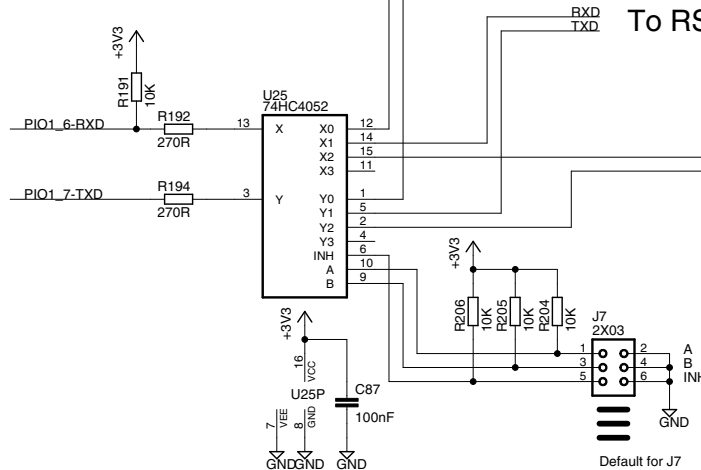 RXD
TXD
To RS
+3V3
R191
10K
U25
74HC4052
PIO1_6-RXD
R192
270R
13
X
X0
12
X1
14
X2
15
X3
11
PIO1_7-TXD
R194
270R
3
Y
Y0
1
Y1
5
Y2
2
Y3
4
INH
6
A
10
B
9
+3V3
R206
10K
R205
10K
R204
10K
J7
2X03
1
2
A
3
4
B
5
6
INH
GND
Default for J7
+3V3
16
VCC
U25P
C87
100nF
7
VEE
8
GND
GND
GND
GND